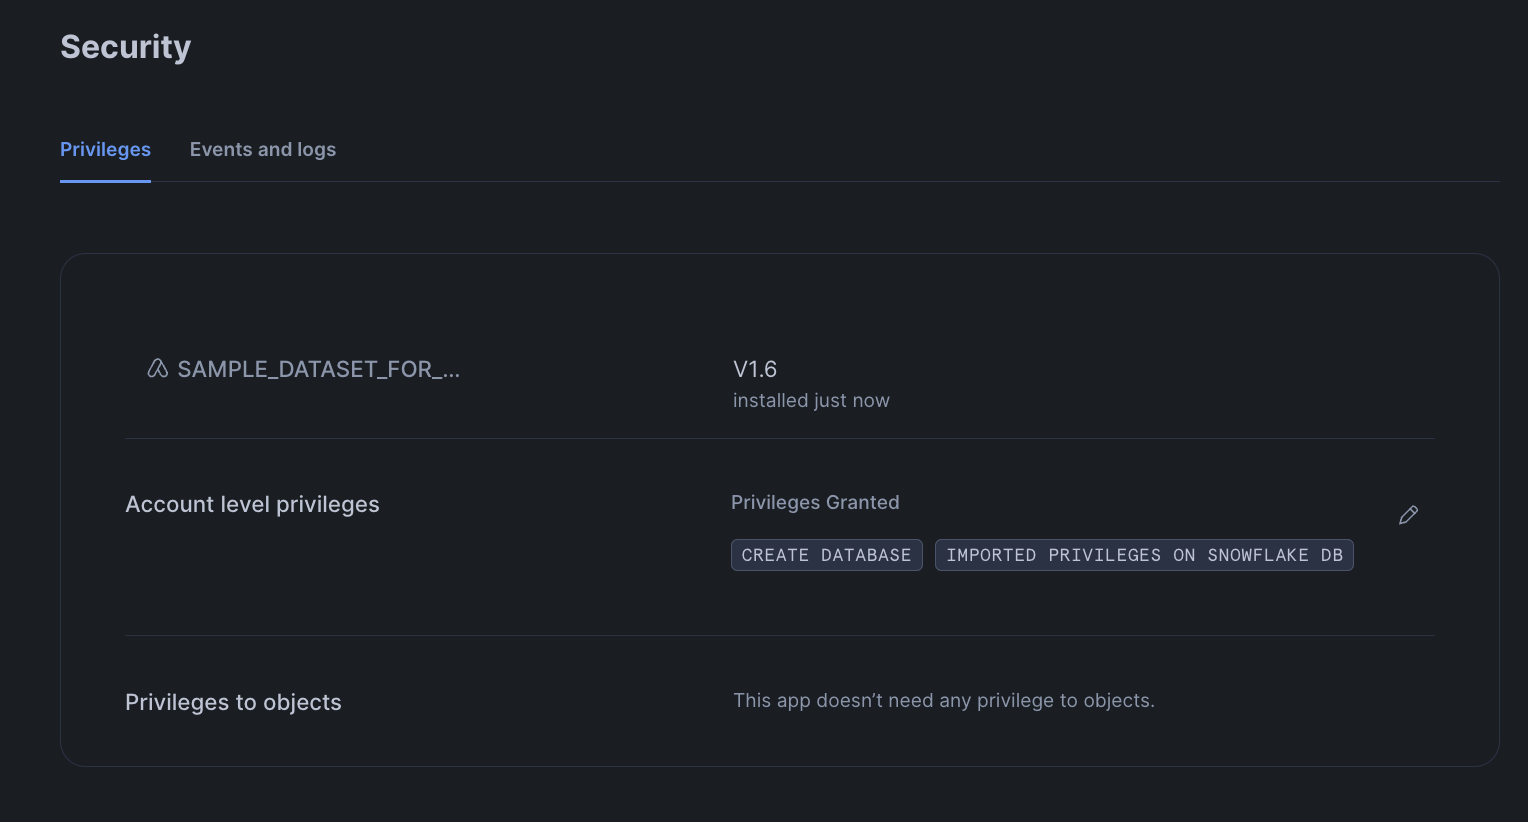 Security
Privileges Events and logs
SAMPLE_DATASET_FOR_... V1.6
installed just now
Account level privileges Privileges Granted
CREATE DATABASE IMPORTED PRIVILEGES ON SNOWFLAKE DB
Privileges to objects This app doesn’t need any privilege to objects.